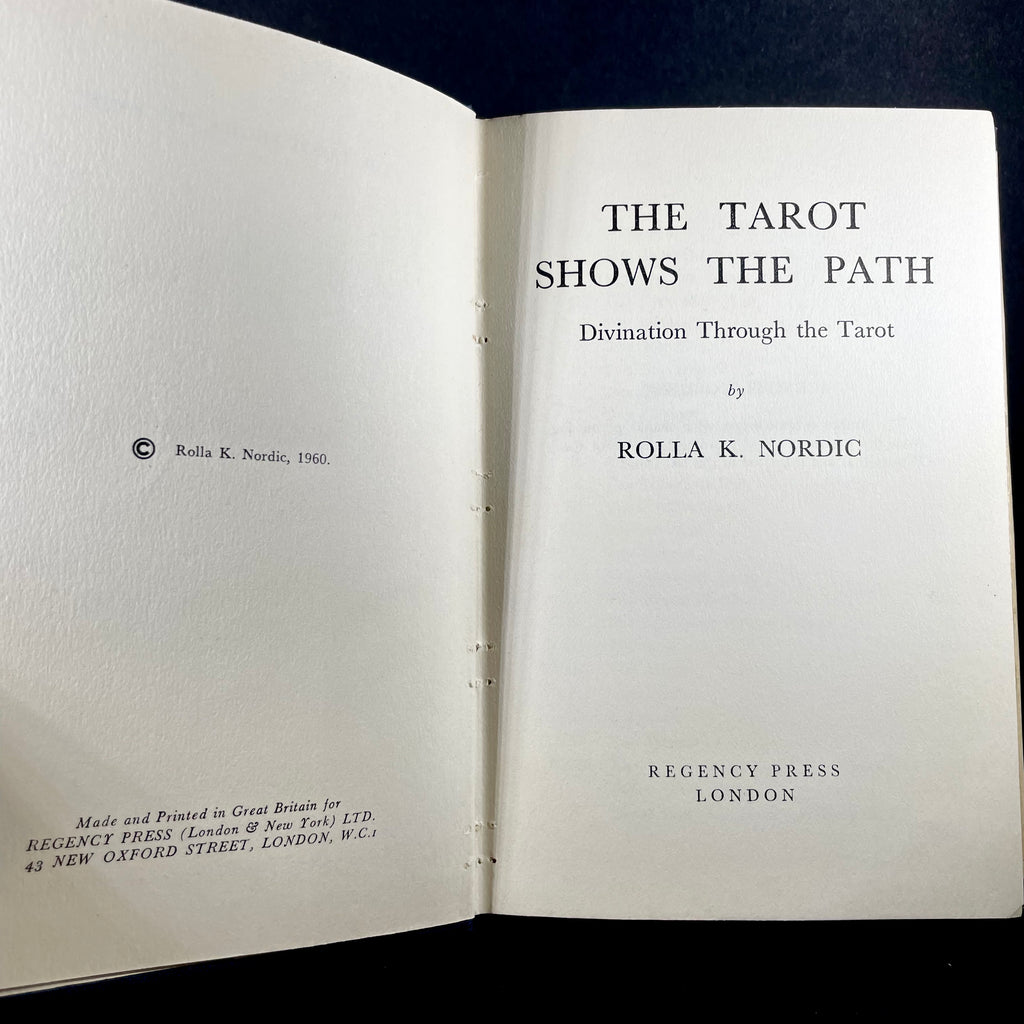 © Rolla K. Nordic, 1960.
Made and Printed in Great Britain for
REGENCY PRESS (London & New York) LTD.
43 NEW OXFORD STREET, LONDON, W.C.1
THE TAROT
SHOWS THE PATH
Divination Through the Tarot
by
ROLLA K. NORDIC
REGENCY PRESS
LONDON